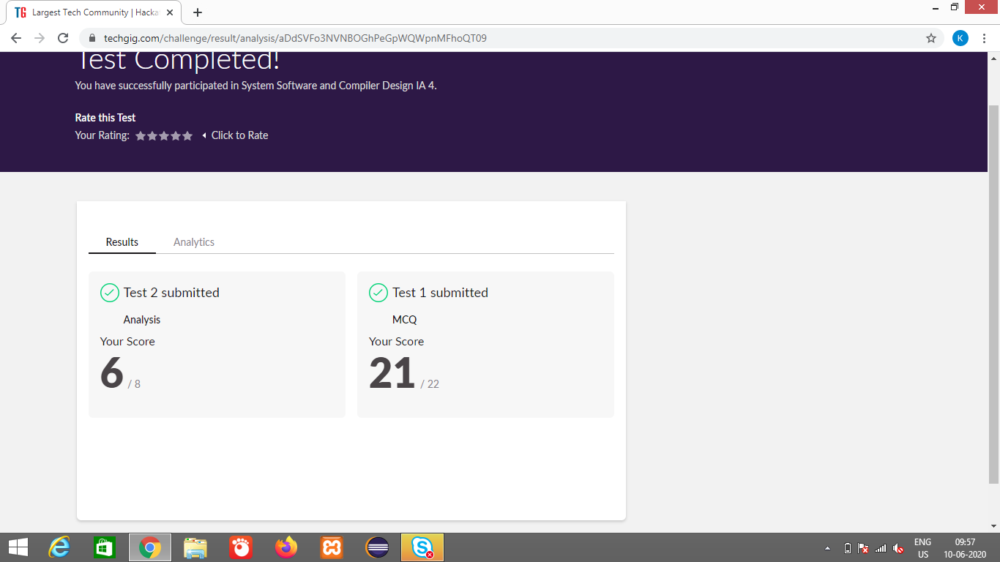 TG Largest Tech Community | Hacka
techgig.com/challenge/result/analysis/aDdSVFo3NVNBOGhPeGpWQWpnMFhoQT09
K
Test Completed!
You have successfully participated in System Software and Compiler Design IA 4.
Rate this Test
Your Rating: Click to Rate
Results Analytics
Test 2 submitted
Analysis
Your Score
6 / 8
Test 1 submitted
MCQ
Your Score
21 / 22
ENG
US
09:57
10-06-2020